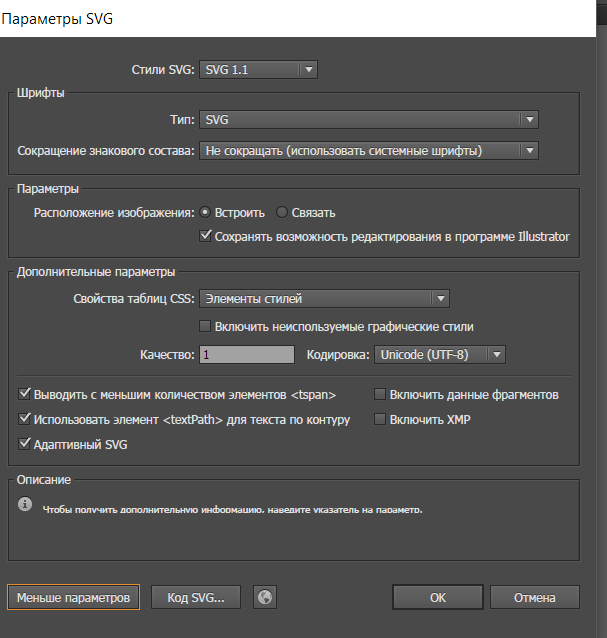 Параметры SVG
Стили SVG: SVG 1.1
Шрифты
Тип: SVG
Сокращение знакового состава: Не сокращать (использовать системные шрифты)
Параметры
Расположение изображения: Встроить Связать
Сохранять возможность редактирования в программе Illustrator
Дополнительные параметры
Свойства таблиц CSS: Элементы стилей
Включить неиспользуемые графические стили
Качество: 1 Кодировка: Unicode (UTF-8)
Выводить с меньшим количеством элементов <tspan> Включить данные фрагментов
Использовать элемент <textPath> для текста по контуру Включить XMP
Адаптивный SVG
Описание
Чтобы получить дополнительную информацию, наведите указатель на параметр.
Меньше параметров Код SVG... OK Отмена